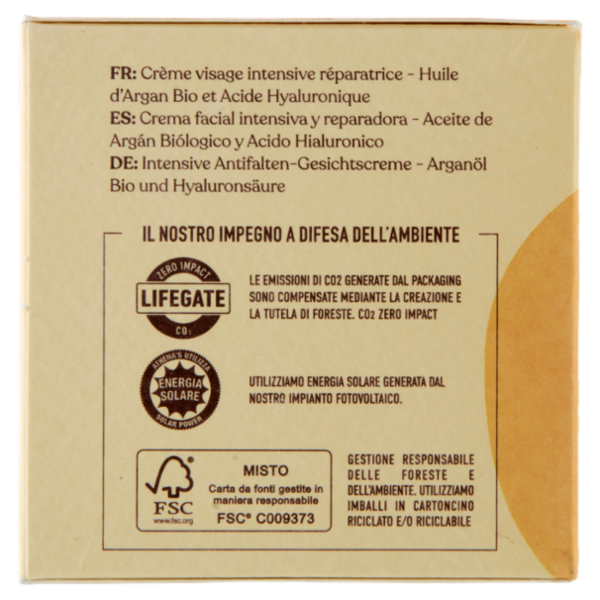 FR: Crème visage intensive réparatrice - Huile
d'Argan Bio et Acide Hyaluronique
ES: Crema facial intensiva y reparadora - Aceite de
Argán Biólogico y Acido Hialuronico
DE: Intensive Antifalten-Gesichtscreme - Arganöl
Bio und Hyaluronsäure
IL NOSTRO IMPEGNO A DIFESA DELL'AMBIENTE
ZERO IMPACT
LIFEGATE
CO₂
LE EMISSIONI DI CO2 GENERATE DAL PACKAGING
SONO COMPENSATE MEDIANTE LA CREAZIONE E
LA TUTELA DI FORESTE. CO2 ZERO IMPACT
ATHENA'S UTILIZZA
ENERGIA
SOLARE
SOLAR POWER
UTILIZZIAMO ENERGIA SOLARE GENERATA DAL
NOSTRO IMPIANTO FOTOVOLTAICO.
FSC
www.fsc.org
MISTO
Carta da fonti gestite in
maniera responsabile
FSC® C009373
GESTIONE RESPONSABILE
DELLE FORESTE E
DELL'AMBIENTE. UTILIZZIAMO
IMBALLI IN CARTONCINO
RICICLATO E/O RICICLABILE